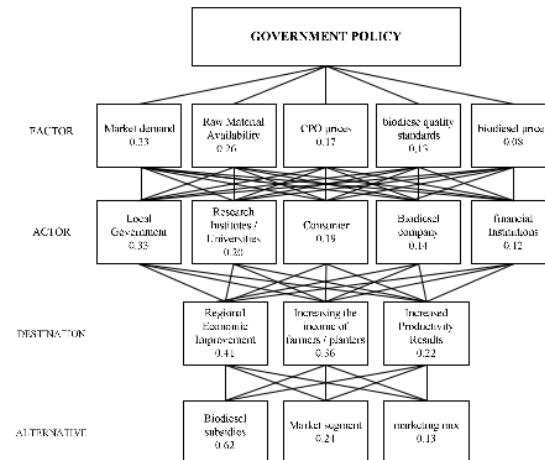 GOVERNMENT POLICY
FACTOR
Market demand
0.33
Raw Material
Availability
0.26
CPO prices
0.17
biodiese quality
standards
0.13
biodiesel price
0.08
ACTOR
Local
Government
0.33
Research
Institutes /
Universities
0.20
Consumer
0.19
Biodiesel
company
0.14
financial
Institutions
0.12
DESTINATION
Regional
Economic
Improvement
0.41
Increasing the
income of
farmers / planters
0.36
Increased
Productivity
Results
0.22
ALTERNATIVE
Biodiesel
subsidies
0.62
Market segment
0.24
marketing mix
0.13